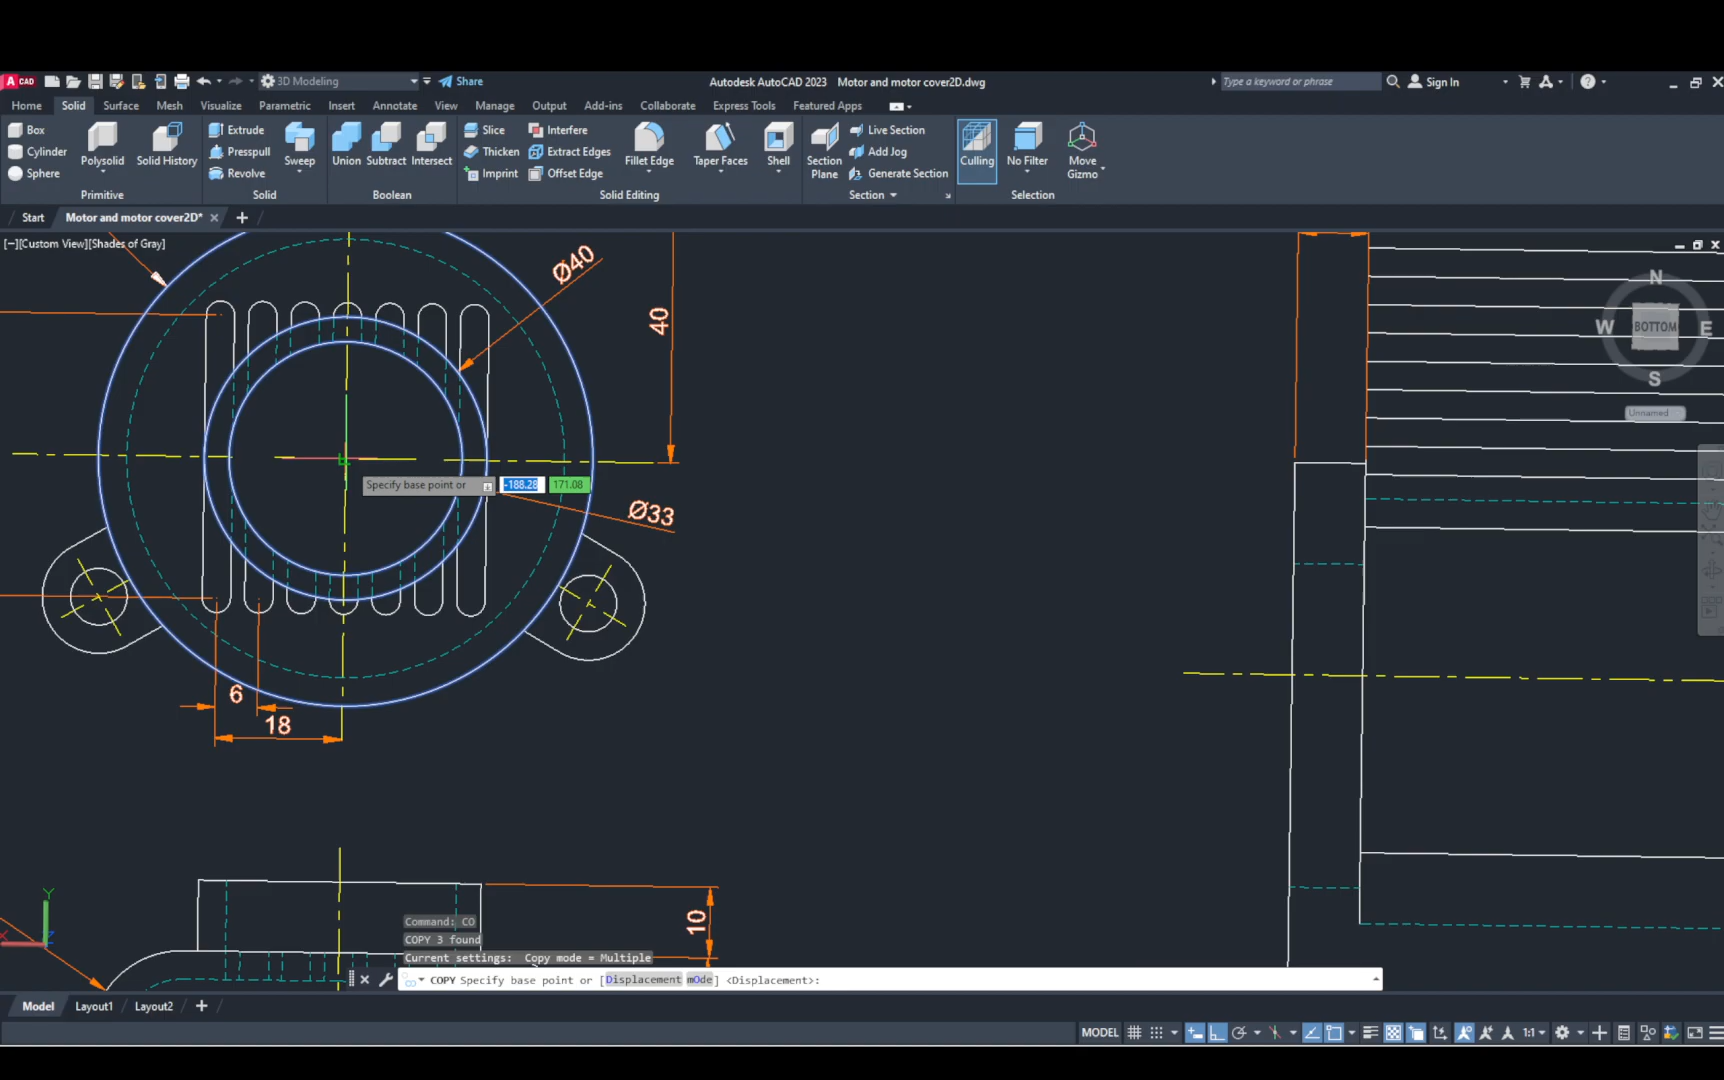 A CAD
3D Modeling
Share
Autodesk AutoCAD 2023 Motor and motor cover2D.dwg
Type a keyword or phrase
Sign In
Home Solid Surface Mesh Visualize Parametric Insert Annotate View Manage Output Add-ins Collaborate Express Tools Featured Apps
Box
Cylinder
Sphere
Polysolid
Solid History
Primitive
Extrude
Presspull
Revolve
Sweep
Solid
Union
Subtract
Intersect
Boolean
Slice
Thicken
Imprint
Interfere
Extract Edges
Offset Edge
Fillet Edge
Taper Faces
Shell
Solid Editing
Section
Plane
Live Section
Add Jog
Generate Section
Section
Culling
No Filter
Move
Gizmo
Selection
Start
Motor and motor cover2D*
[−][Custom View][Shades of Gray]
N
W
BOTTOM
E
S
Unnamed
Ø40
40
Specify base point or
-188.28
171.08
Ø33
6
18
10
Y
X
Z
Command: CO
COPY 3 found
Current settings: Copy mode = Multiple
COPY Specify base point or [Displacement mOde] <Displacement>:
Model
Layout1
Layout2
MODEL
1:1